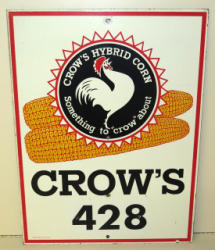 CROW'S HYBRID CORN
Something to "crow" about
CROW'S
428